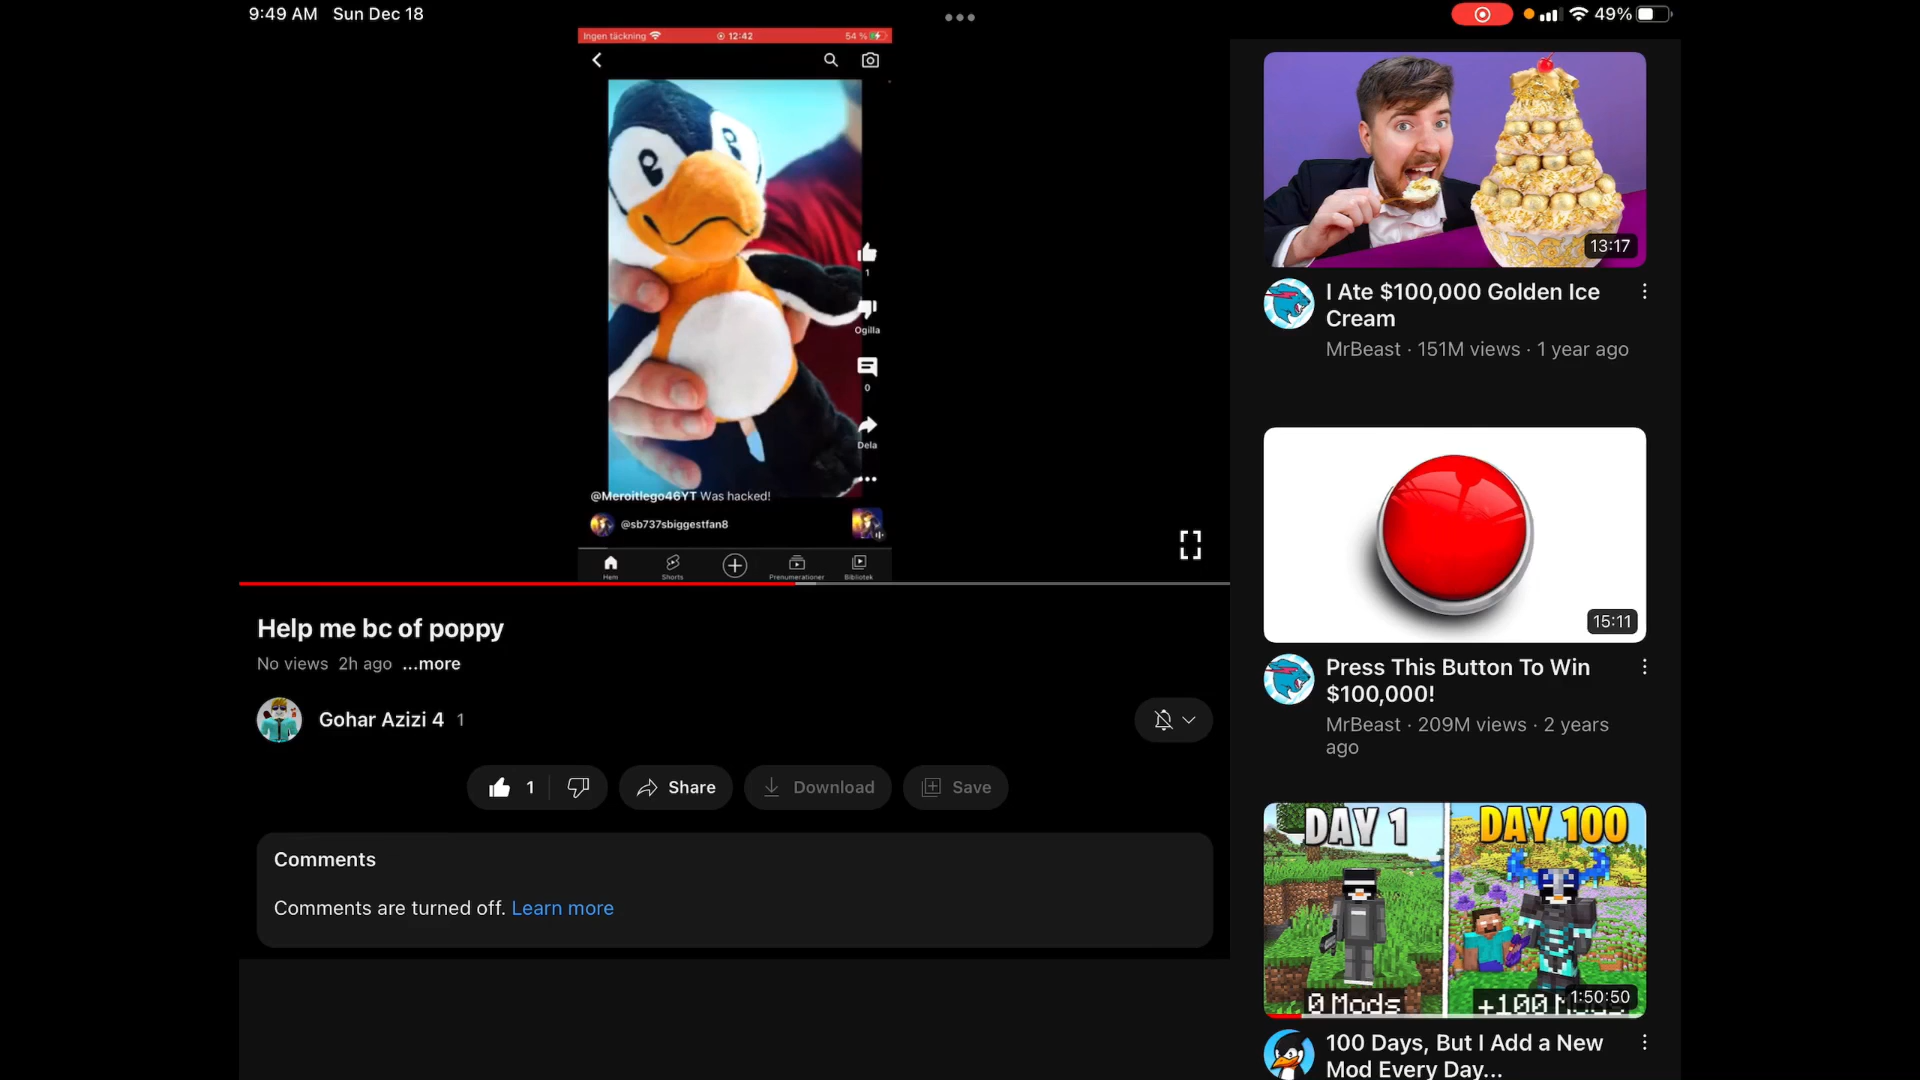 9:49 AM Sun Dec 18
49%
Ingen täckning
12:42
54 %
1
Ogilla
0
Dela
@Meroitlego46YT Was hacked!
@sb737sbiggestfan8
Hem
Shorts
Prenumerationer
Bibliotek
Help me bc of poppy
No views 2h ago ...more
Gohar Azizi 4 1
1
Share
Download
Save
Comments
Comments are turned off. Learn more
13:17
I Ate $100,000 Golden Ice
Cream
MrBeast · 151M views · 1 year ago
15:11
Press This Button To Win
$100,000!
MrBeast · 209M views · 2 years
ago
DAY 1
DAY 100
0 Mods
+100
1:50:50
100 Days, But I Add a New
Mod Every Day...